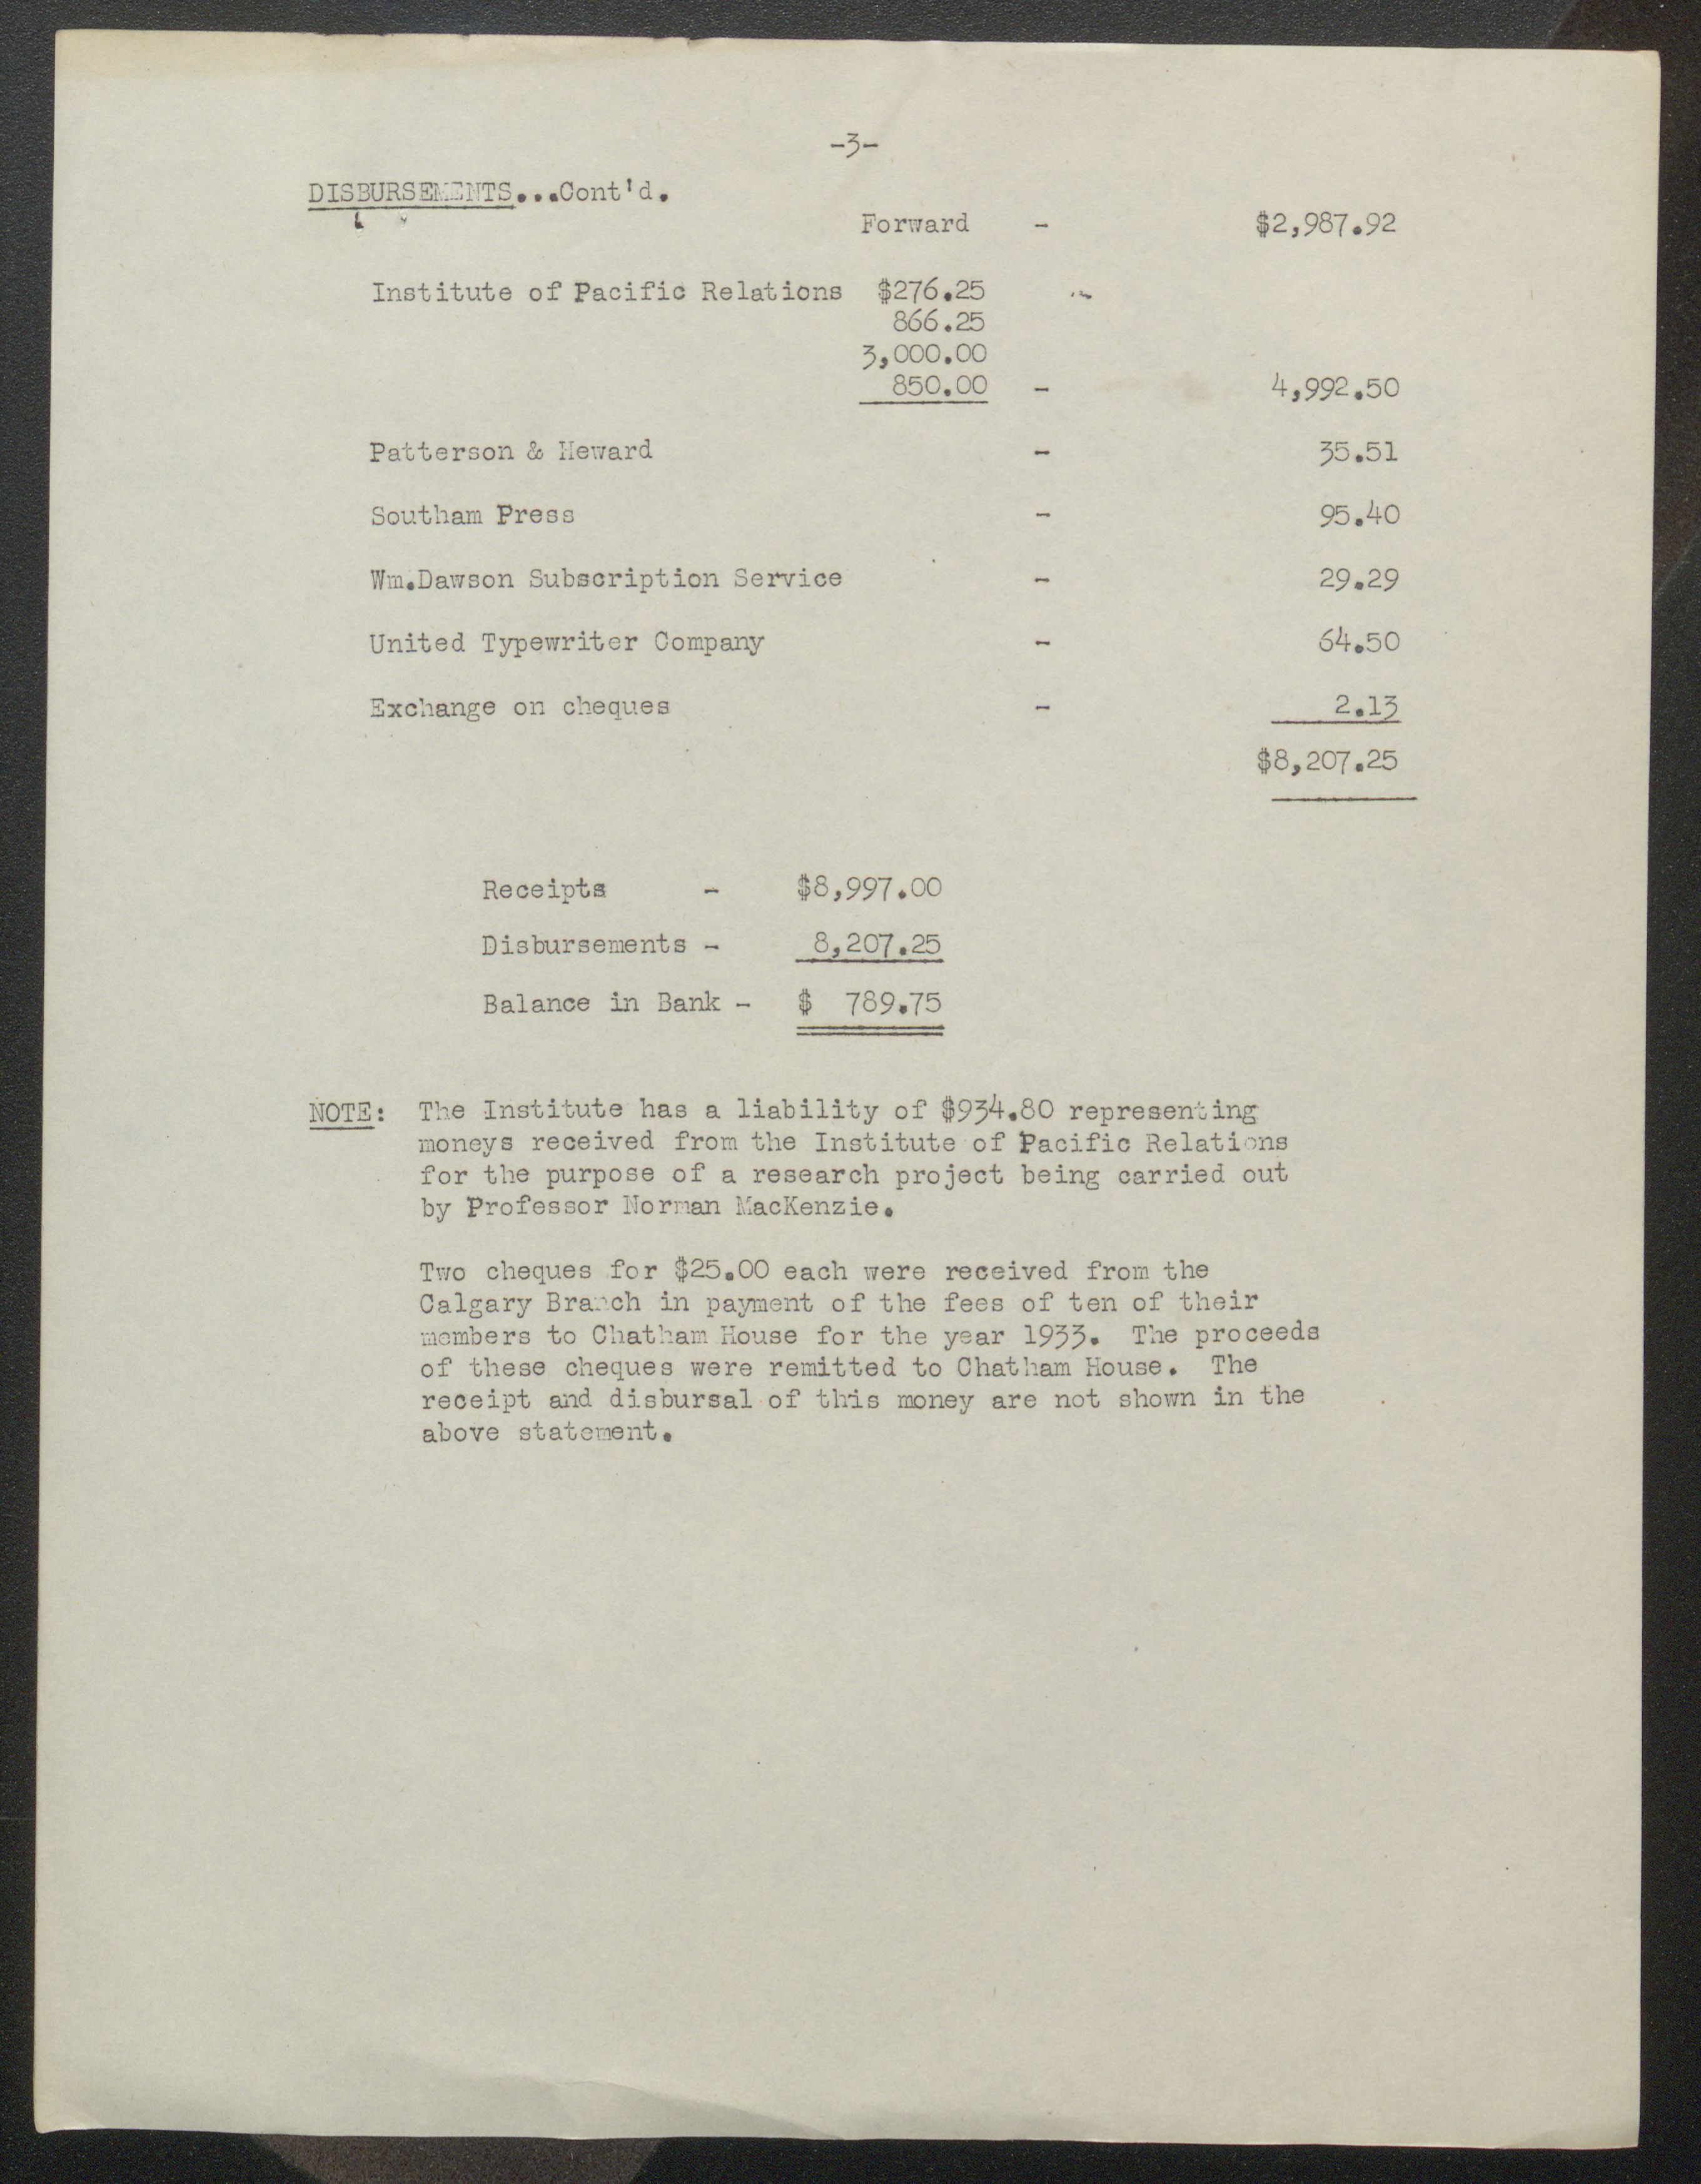 -3-
DISBURSEMENTS...Cont'd.
Forward - $2,987.92
Institute of Pacific Relations $276.25
866.25
3,000.00
850.00 - 4,992.50
Patterson & Heward - 35.51
Southam Press - 95.40
Wm.Dawson Subscription Service - 29.29
United Typewriter Company - 64.50
Exchange on cheques - 2.13
$8,207.25
Receipts - $8,997.00
Disbursements - 8,207.25
Balance in Bank - $ 789.75
NOTE: The Institute has a liability of $934.80 representing
moneys received from the Institute of Pacific Relations
for the purpose of a research project being carried out
by Professor Norman MacKenzie.
Two cheques for $25.00 each were received from the
Calgary Branch in payment of the fees of ten of their
members to Chatham House for the year 1933. The proceeds
of these cheques were remitted to Chatham House. The
receipt and disbursal of this money are not shown in the
above statement.